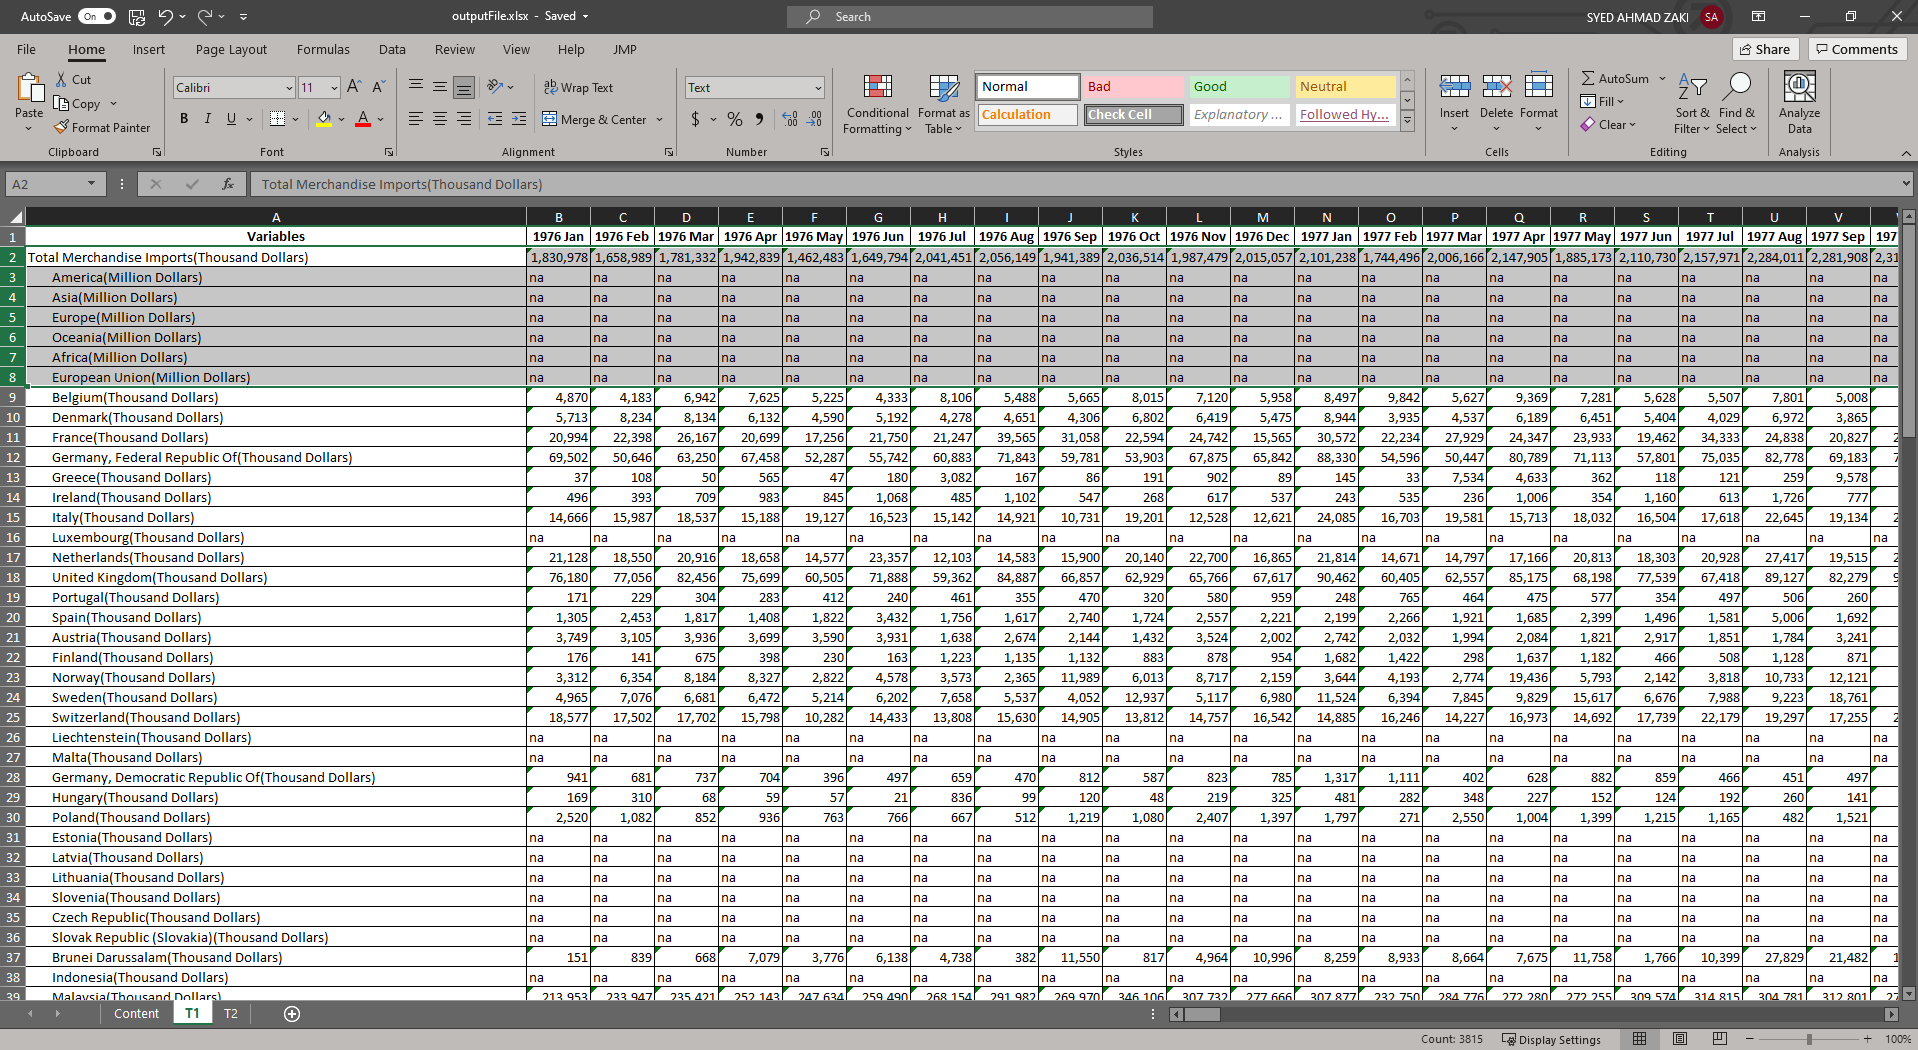 AutoSave On outputFile.xlsx - Saved Search SYED AHMAD ZAKI SA
File Home Insert Page Layout Formulas Data Review View Help JMP Share Comments
Cut Calibri 11 Wrap Text Text Normal Bad Good Neutral AutoSum
Paste Copy Conditional Formatting Format as Table Insert Delete Format Fill Sort & Filter Find & Select Analyze Data
Format Painter B I U A Merge & Center $ % Calculation Check Cell Explanatory ... Followed Hy... Clear
Clipboard Font Alignment Number Styles Cells Editing Analysis
A2 fx Total Merchandise Imports(Thousand Dollars)
A B C D E F G H I J K L M N O P Q R S T U V
1 Variables 1976 Jan 1976 Feb 1976 Mar 1976 Apr 1976 May 1976 Jun 1976 Jul 1976 Aug 1976 Sep 1976 Oct 1976 Nov 1976 Dec 1977 Jan 1977 Feb 1977 Mar 1977 Apr 1977 May 1977 Jun 1977 Jul 1977 Aug 1977 Sep 197
2 Total Merchandise Imports(Thousand Dollars) 1,830,978 1,658,989 1,781,332 1,942,839 1,462,483 1,649,794 2,041,451 2,056,149 1,941,389 2,036,514 1,987,479 2,015,057 2,101,238 1,744,496 2,006,166 2,147,905 1,885,173 2,110,730 2,157,971 2,284,011 2,281,908 2,31
3 America(Million Dollars) na na na na na na na na na na na na na na na na na na na na na na
4 Asia(Million Dollars) na na na na na na na na na na na na na na na na na na na na na na
5 Europe(Million Dollars) na na na na na na na na na na na na na na na na na na na na na na
6 Oceania(Million Dollars) na na na na na na na na na na na na na na na na na na na na na na
7 Africa(Million Dollars) na na na na na na na na na na na na na na na na na na na na na na
8 European Union(Million Dollars) na na na na na na na na na na na na na na na na na na na na na na
9 Belgium(Thousand Dollars) 4,870 4,183 6,942 7,625 5,225 4,333 8,106 5,488 5,665 8,015 7,120 5,958 8,497 9,842 5,627 9,369 7,281 5,628 5,507 7,801 5,008
10 Denmark(Thousand Dollars) 5,713 8,234 8,134 6,132 4,590 5,192 4,278 4,651 4,306 6,802 6,419 5,475 8,944 3,935 4,537 6,189 6,451 5,404 4,029 6,972 3,865
11 France(Thousand Dollars) 20,994 22,398 26,167 20,699 17,256 21,750 21,247 39,565 31,058 22,594 24,742 15,565 30,572 22,234 27,929 24,347 23,933 19,462 34,333 24,838 20,827 2
12 Germany, Federal Republic Of(Thousand Dollars) 69,502 50,646 63,250 67,458 52,287 55,742 60,883 71,843 59,781 53,903 67,875 65,842 88,330 54,596 50,447 80,789 71,113 57,801 75,035 82,778 69,183 7
13 Greece(Thousand Dollars) 37 108 50 565 47 180 3,082 167 86 191 902 89 145 33 7,534 4,633 362 118 121 259 9,578
14 Ireland(Thousand Dollars) 496 393 709 983 845 1,068 485 1,102 547 268 617 537 243 535 236 1,006 354 1,160 613 1,726 777
15 Italy(Thousand Dollars) 14,666 15,987 18,537 15,188 19,127 16,523 15,142 14,921 10,731 19,201 12,528 12,621 24,085 16,703 19,581 15,713 18,032 16,504 17,618 22,645 19,134 2
16 Luxembourg(Thousand Dollars) na na na na na na na na na na na na na na na na na na na na na na
17 Netherlands(Thousand Dollars) 21,128 18,550 20,916 18,658 14,577 23,357 12,103 14,583 15,900 20,140 22,700 16,865 21,814 14,671 14,797 17,166 20,813 18,303 20,928 27,417 19,515 2
18 United Kingdom(Thousand Dollars) 76,180 77,056 82,456 75,699 60,505 71,888 59,362 84,887 66,857 62,929 65,766 67,617 90,462 60,405 62,557 85,175 68,198 77,539 67,418 89,127 82,279 9
19 Portugal(Thousand Dollars) 171 229 304 283 412 240 461 355 470 320 580 959 248 765 464 475 577 354 497 506 260
20 Spain(Thousand Dollars) 1,305 2,453 1,817 1,408 1,822 3,432 1,756 1,617 2,740 1,724 2,557 2,221 2,199 2,266 1,921 1,685 2,399 1,496 1,581 5,006 1,692
21 Austria(Thousand Dollars) 3,749 3,105 3,936 3,699 3,590 3,931 1,638 2,674 2,144 1,432 3,524 2,002 2,742 2,032 1,994 2,084 1,821 2,917 1,851 1,784 3,241
22 Finland(Thousand Dollars) 176 141 675 398 230 163 1,223 1,135 1,132 883 878 954 1,682 1,422 298 1,637 1,182 466 508 1,128 871
23 Norway(Thousand Dollars) 3,312 6,354 8,184 8,327 2,822 4,578 3,573 2,365 11,989 6,013 8,717 2,159 3,644 4,193 2,774 19,436 5,793 2,142 3,818 10,733 12,121
24 Sweden(Thousand Dollars) 4,965 7,076 6,681 6,472 5,214 6,202 7,658 5,537 4,052 12,937 5,117 6,980 11,524 6,394 7,845 9,829 15,617 6,676 7,988 9,223 18,761
25 Switzerland(Thousand Dollars) 18,577 17,502 17,702 15,798 10,282 14,433 13,808 15,630 14,905 13,812 14,757 16,542 14,885 16,246 14,227 16,973 14,692 17,739 22,179 19,297 17,255 2
26 Liechtenstein(Thousand Dollars) na na na na na na na na na na na na na na na na na na na na na na
27 Malta(Thousand Dollars) na na na na na na na na na na na na na na na na na na na na na na
28 Germany, Democratic Republic Of(Thousand Dollars) 941 681 737 704 396 497 659 470 812 587 823 785 1,317 1,111 402 628 882 859 466 451 497
29 Hungary(Thousand Dollars) 169 310 68 59 57 21 836 99 120 48 219 325 481 282 348 227 152 124 192 260 141
30 Poland(Thousand Dollars) 2,520 1,082 852 936 763 766 667 512 1,219 1,080 2,407 1,397 1,797 271 2,550 1,004 1,399 1,215 1,165 482 1,521
31 Estonia(Thousand Dollars) na na na na na na na na na na na na na na na na na na na na na na
32 Latvia(Thousand Dollars) na na na na na na na na na na na na na na na na na na na na na na
33 Lithuania(Thousand Dollars) na na na na na na na na na na na na na na na na na na na na na na
34 Slovenia(Thousand Dollars) na na na na na na na na na na na na na na na na na na na na na na
35 Czech Republic(Thousand Dollars) na na na na na na na na na na na na na na na na na na na na na na
36 Slovak Republic (Slovakia)(Thousand Dollars) na na na na na na na na na na na na na na na na na na na na na na
37 Brunei Darussalam(Thousand Dollars) 151 839 668 7,079 3,776 6,138 4,738 382 11,550 817 4,964 10,996 8,259 8,933 8,664 7,675 11,758 1,766 10,399 27,829 21,482 1
38 Indonesia(Thousand Dollars) na na na na na na na na na na na na na na na na na na na na na na
39 Malaysia(Thousand Dollars) 213,953 233,947 235,421 252,143 247,634 259,490 268,154 291,982 269,970 346,106 307,732 277,666 307,877 232,750 284,776 272,280 272,255 309,574 314,815 304,781 312,801 27
Content T1 T2
Count: 3815 Display Settings 100%